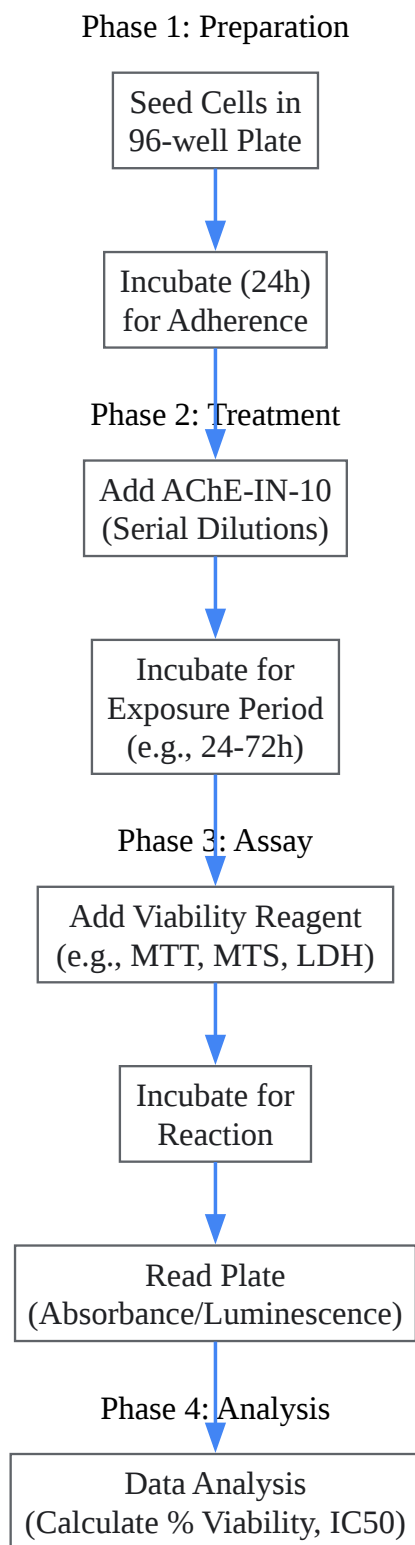 Phase 1: Preparation
Seed Cells in
96-well Plate
Incubate (24h)
for Adherence
Phase 2: Treatment
Add AChE-IN-10
(Serial Dilutions)
Incubate for
Exposure Period
(e.g., 24-72h)
Phase 3: Assay
Add Viability Reagent
(e.g., MTT, MTS, LDH)
Incubate for
Reaction
Read Plate
(Absorbance/Luminescence)
Phase 4: Analysis
Data Analysis
(Calculate % Viability, IC50)